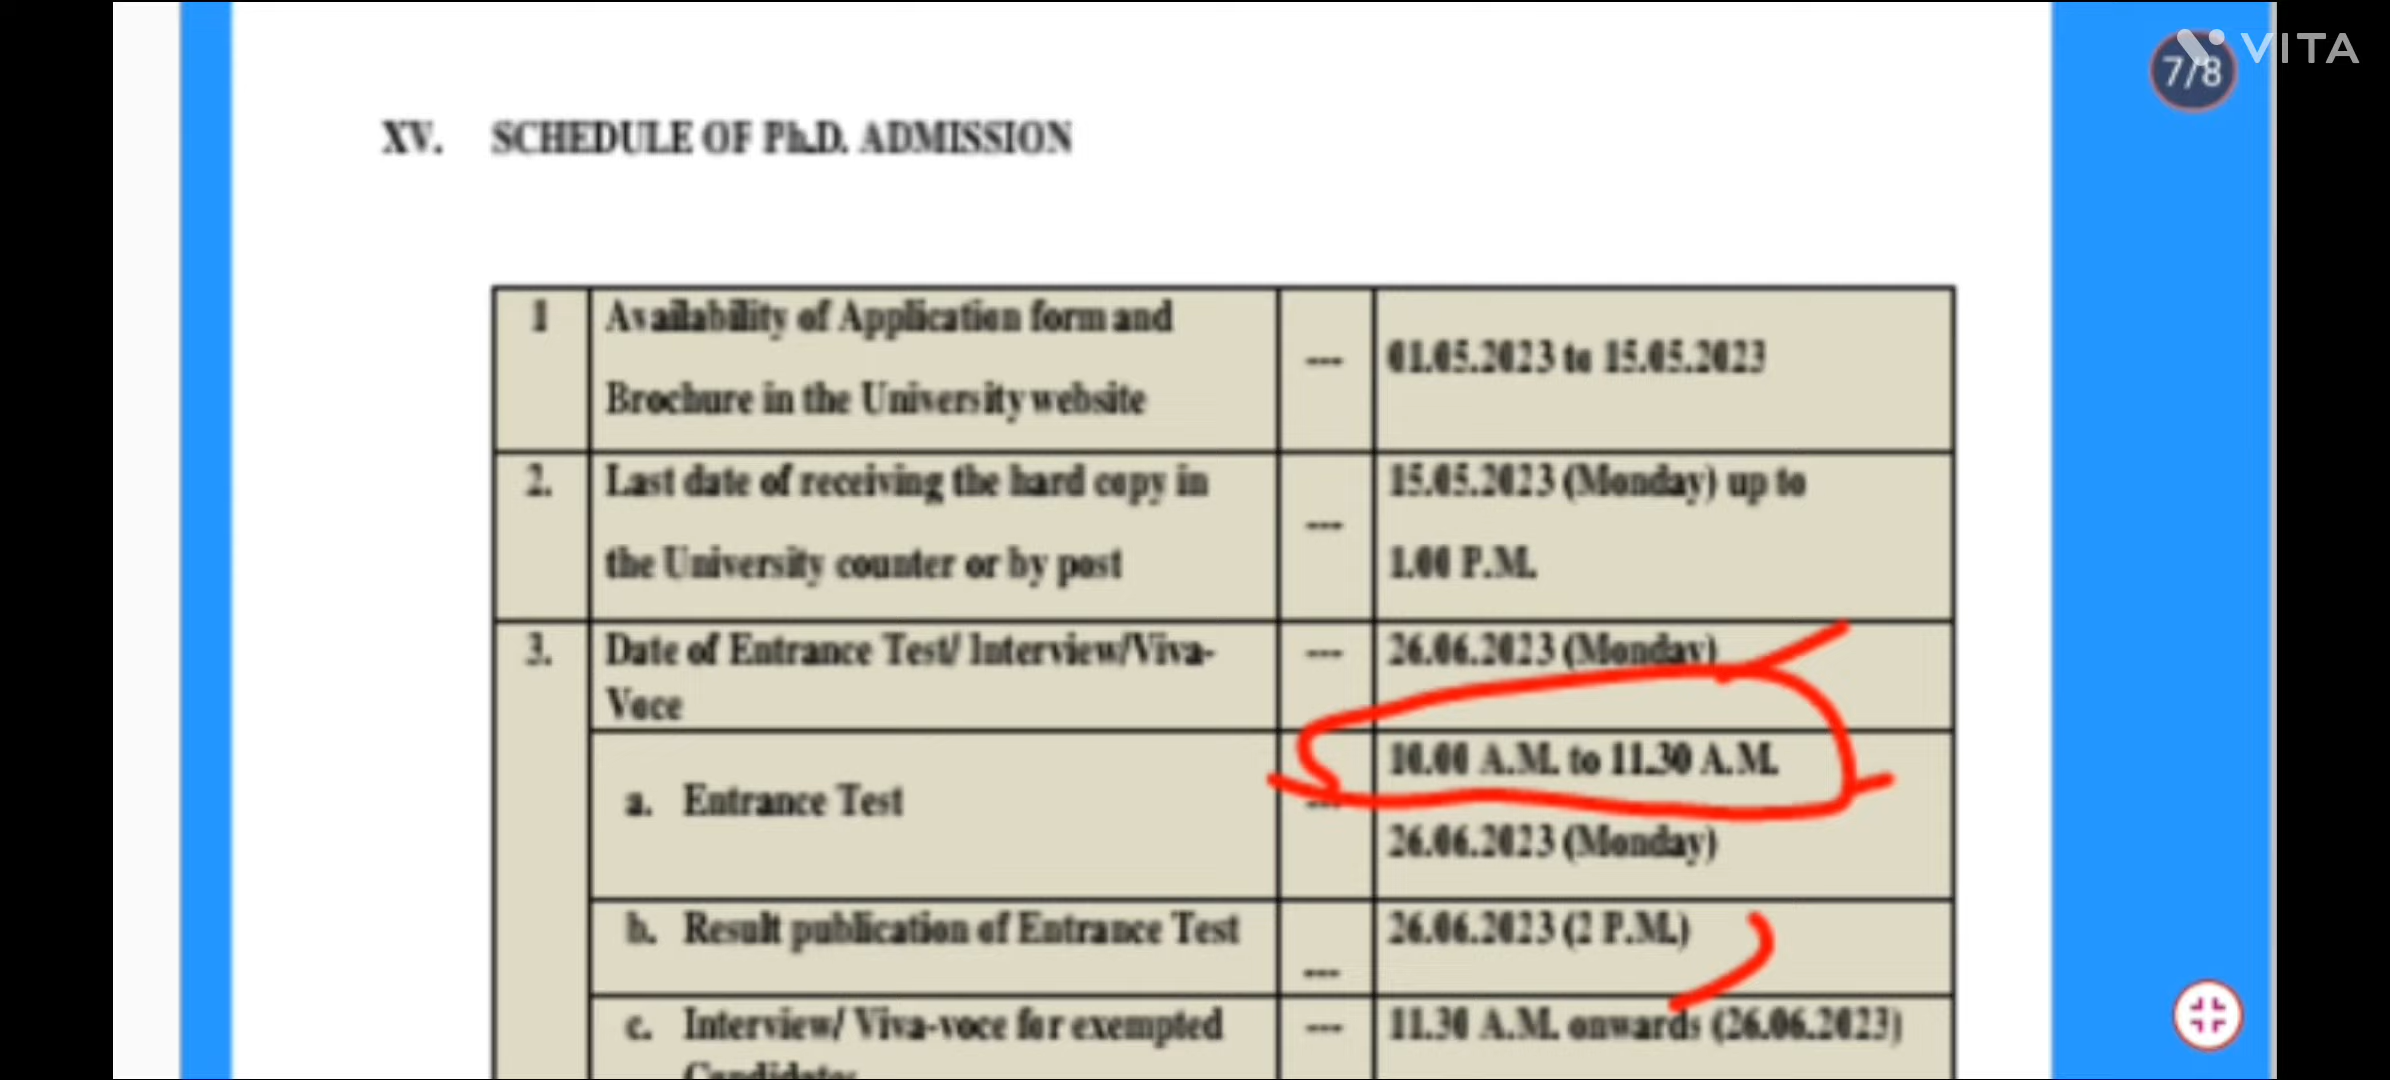 VITA
7/8
XV. SCHEDULE OF Ph.D. ADMISSION
1 Availability of Application form and
Brochure in the University website
---
01.05.2023 to 15.05.2023
2. Last date of receiving the hard copy in
the University counter or by post
---
15.05.2023 (Monday) up to
1.00 P.M.
3. Date of Entrance Test/ Interview/Viva-
Voce
---
26.06.2023 (Monday)
a. Entrance Test
---
10.00 A.M. to 11.30 A.M.
26.06.2023 (Monday)
b. Result publication of Entrance Test
---
26.06.2023 (2 P.M.)
c. Interview/ Viva-voce for exempted
Candidates
---
11.30 A.M. onwards (26.06.2023)